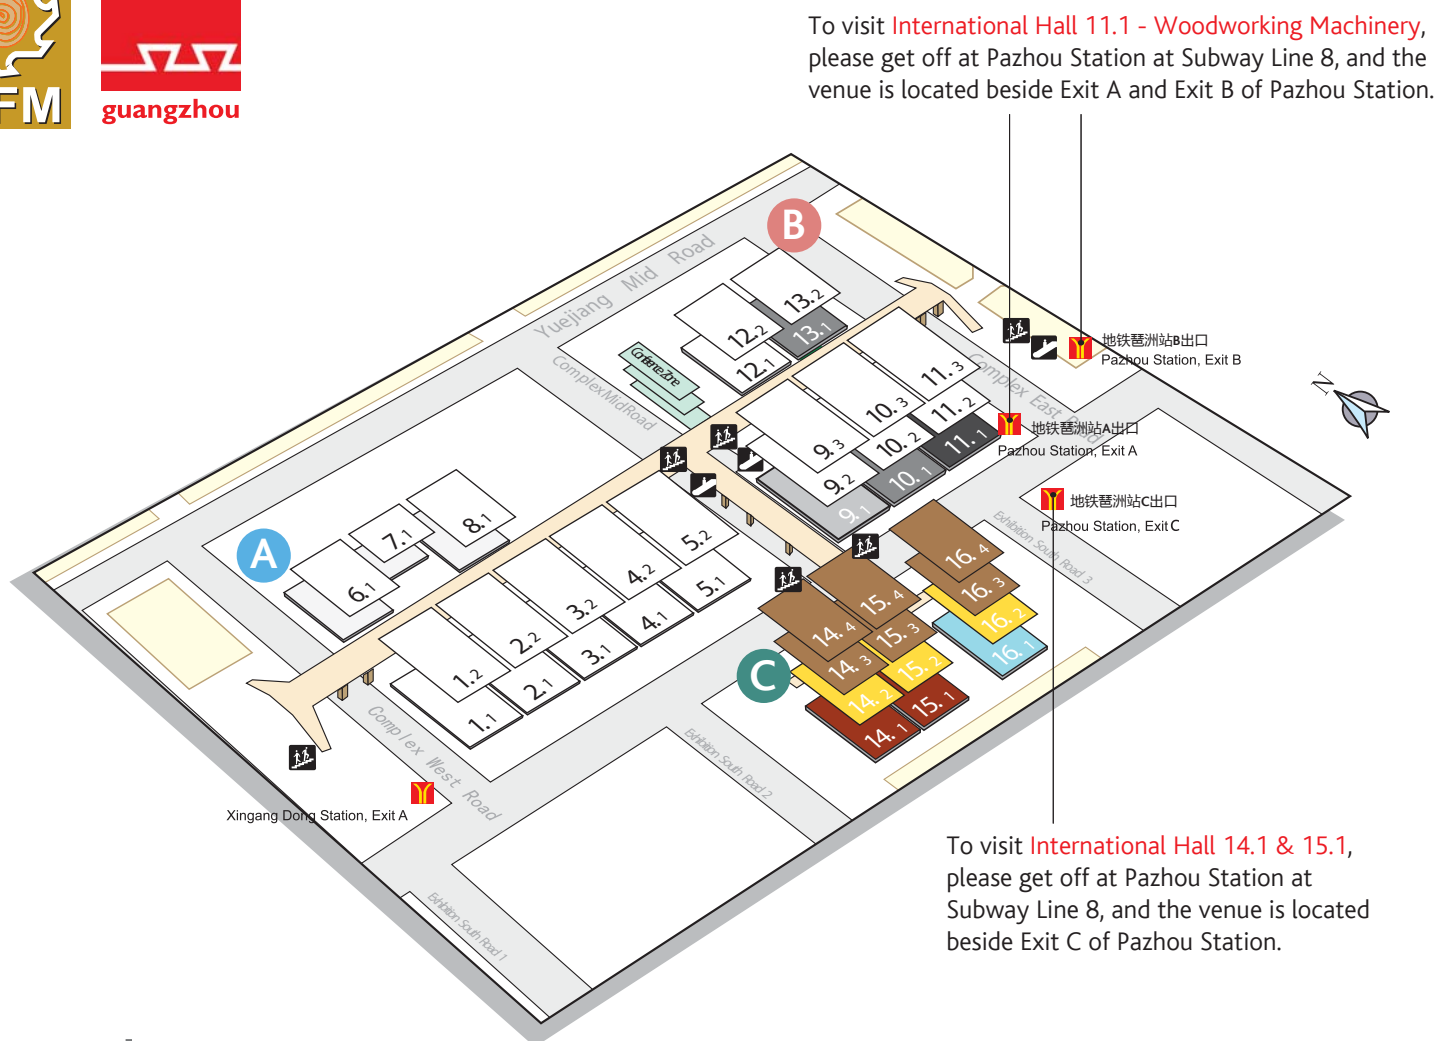 To visit International Hall 11.1 - Woodworking Machinery,
please get off at Pazhou Station at Subway Line 8, and the
venue is located beside Exit A and Exit B of Pazhou Station.
FM
guangzhou
B
Yuejiang Mid Road
13.2
13.1
12.2
12.1
Conference Zone
Complex Mid Road
11.3
11.2
11.1
10.3
10.2
10.1
9.3
9.2
9.1
Complex East Road
地铁琶洲站B出口
Pazhou Station, Exit B
N
地铁琶洲站A出口
Pazhou Station, Exit A
地铁琶洲站C出口
Pazhou Station, Exit C
Exhibition South Road 3
A
8.1
7.1
6.1
5.2
5.1
4.2
4.1
3.2
3.1
2.2
2.1
1.2
1.1
16.4
16.3
16.2
16.1
15.4
15.3
15.2
15.1
14.4
14.3
14.2
14.1
C
Complex West Road
Exhibition South Road 2
Xingang Dong Station, Exit A
Exhibition South Road 1
To visit International Hall 14.1 & 15.1,
please get off at Pazhou Station at
Subway Line 8, and the venue is located
beside Exit C of Pazhou Station.